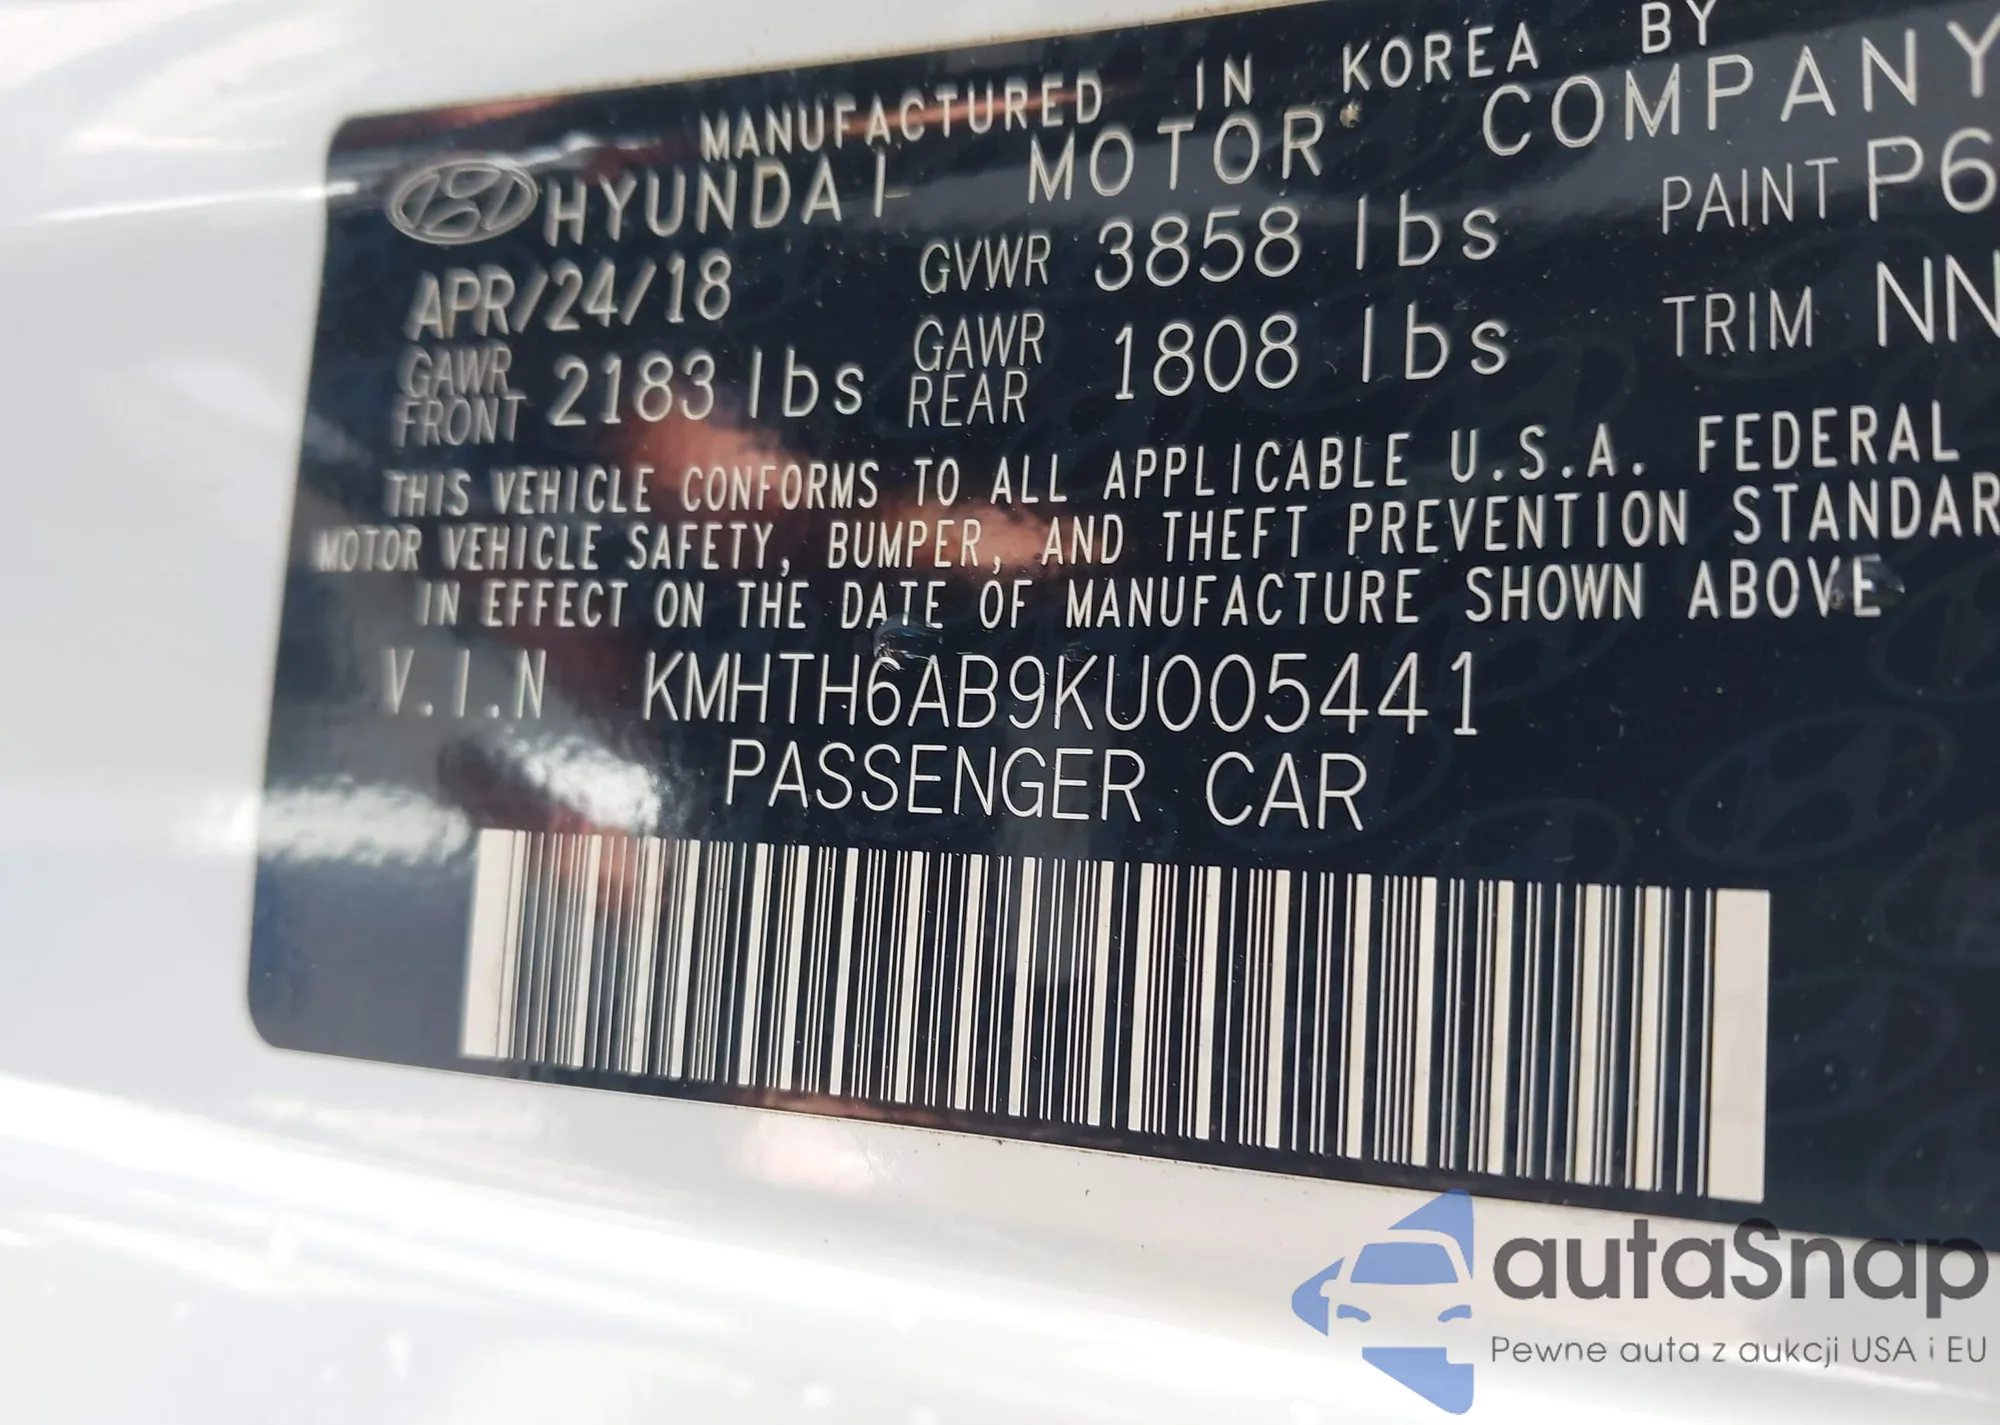 MANUFACTURED IN KOREA BY
HYUNDAI MOTOR COMPANY
APR/24/18 GVWR 3858 lbs PAINT P6
GAWR FRONT 2183 lbs GAWR REAR 1808 lbs TRIM NN
THIS VEHICLE CONFORMS TO ALL APPLICABLE U.S.A. FEDERAL
MOTOR VEHICLE SAFETY, BUMPER, AND THEFT PREVENTION STANDAR
IN EFFECT ON THE DATE OF MANUFACTURE SHOWN ABOVE
V.I.N KMHTH6AB9KU005441
PASSENGER CAR
autaSnap
Pewne auta z aukcji USA i EU